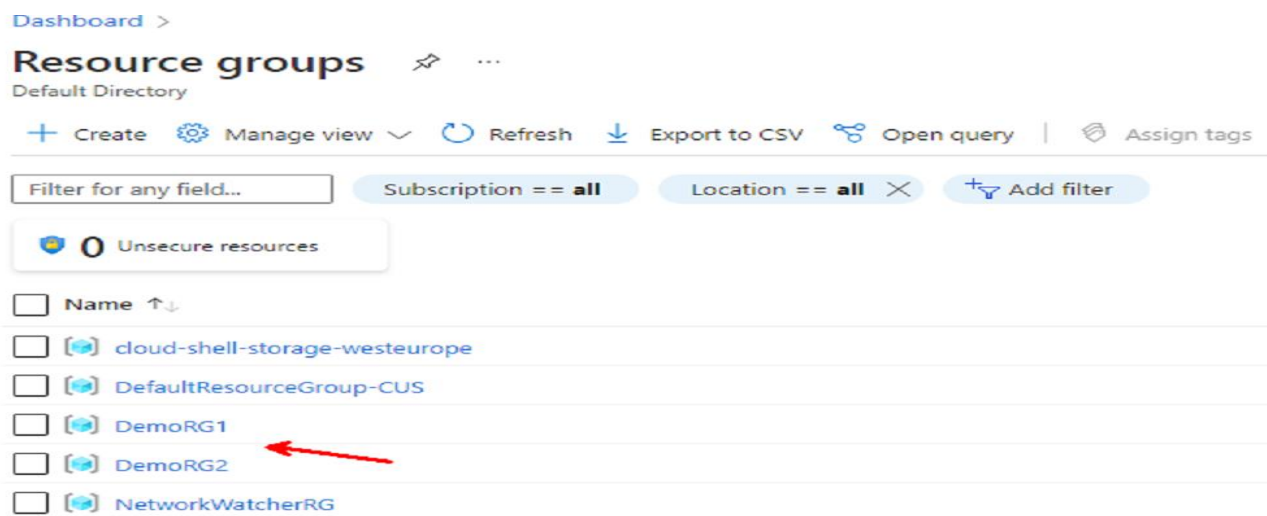 Dashboard >
Resource groups ...
Default Directory
+ Create Manage view Refresh Export to CSV Open query | Assign tags
Filter for any field... Subscription == all Location == all × Add filter
0 Unsecure resources
Name ↑↓
cloud-shell-storage-westeurope
DefaultResourceGroup-CUS
DemoRG1
DemoRG2
NetworkWatcherRG